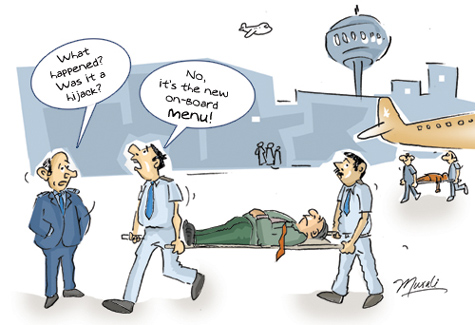 What
happened?
Was it a
hijack?
No,
it's the new
on-board
menu!
Murali